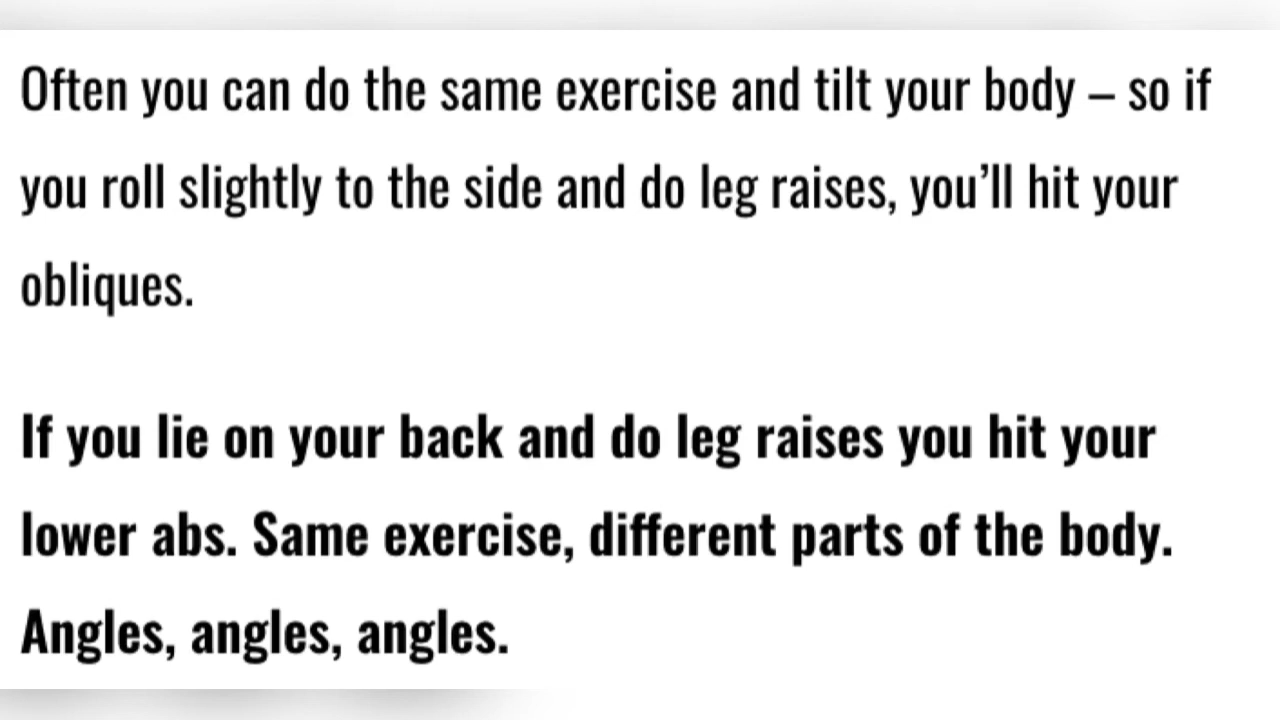 Often you can do the same exercise and tilt your body – so if
you roll slightly to the side and do leg raises, you’ll hit your
obliques.
If you lie on your back and do leg raises you hit your
lower abs. Same exercise, different parts of the body.
Angles, angles, angles.